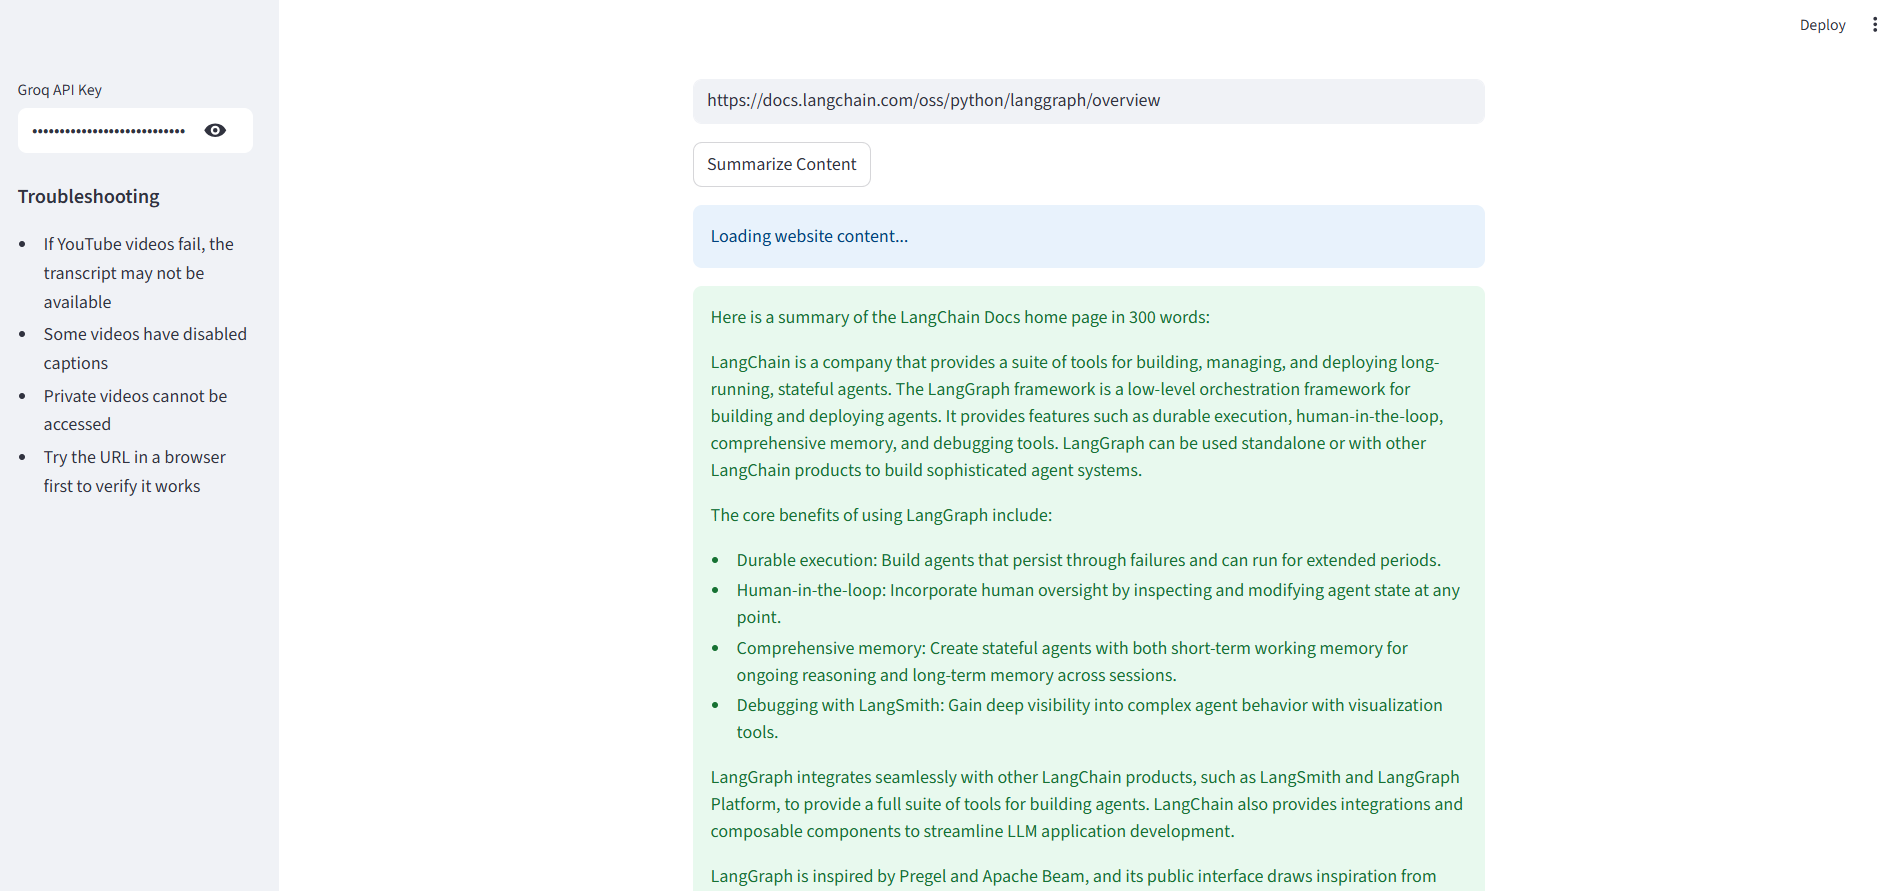 Deploy
Groq API Key
••••••••••••••••••••••••••••
Troubleshooting
• If YouTube videos fail, the
transcript may not be
available
• Some videos have disabled
captions
• Private videos cannot be
accessed
• Try the URL in a browser
first to verify it works
https://docs.langchain.com/oss/python/langgraph/overview
Summarize Content
Loading website content...
Here is a summary of the LangChain Docs home page in 300 words:
LangChain is a company that provides a suite of tools for building, managing, and deploying long-
running, stateful agents. The LangGraph framework is a low-level orchestration framework for
building and deploying agents. It provides features such as durable execution, human-in-the-loop,
comprehensive memory, and debugging tools. LangGraph can be used standalone or with other
LangChain products to build sophisticated agent systems.
The core benefits of using LangGraph include:
• Durable execution: Build agents that persist through failures and can run for extended periods.
• Human-in-the-loop: Incorporate human oversight by inspecting and modifying agent state at any
point.
• Comprehensive memory: Create stateful agents with both short-term working memory for
ongoing reasoning and long-term memory across sessions.
• Debugging with LangSmith: Gain deep visibility into complex agent behavior with visualization
tools.
LangGraph integrates seamlessly with other LangChain products, such as LangSmith and LangGraph
Platform, to provide a full suite of tools for building agents. LangChain also provides integrations and
composable components to streamline LLM application development.
LangGraph is inspired by Pregel and Apache Beam, and its public interface draws inspiration from